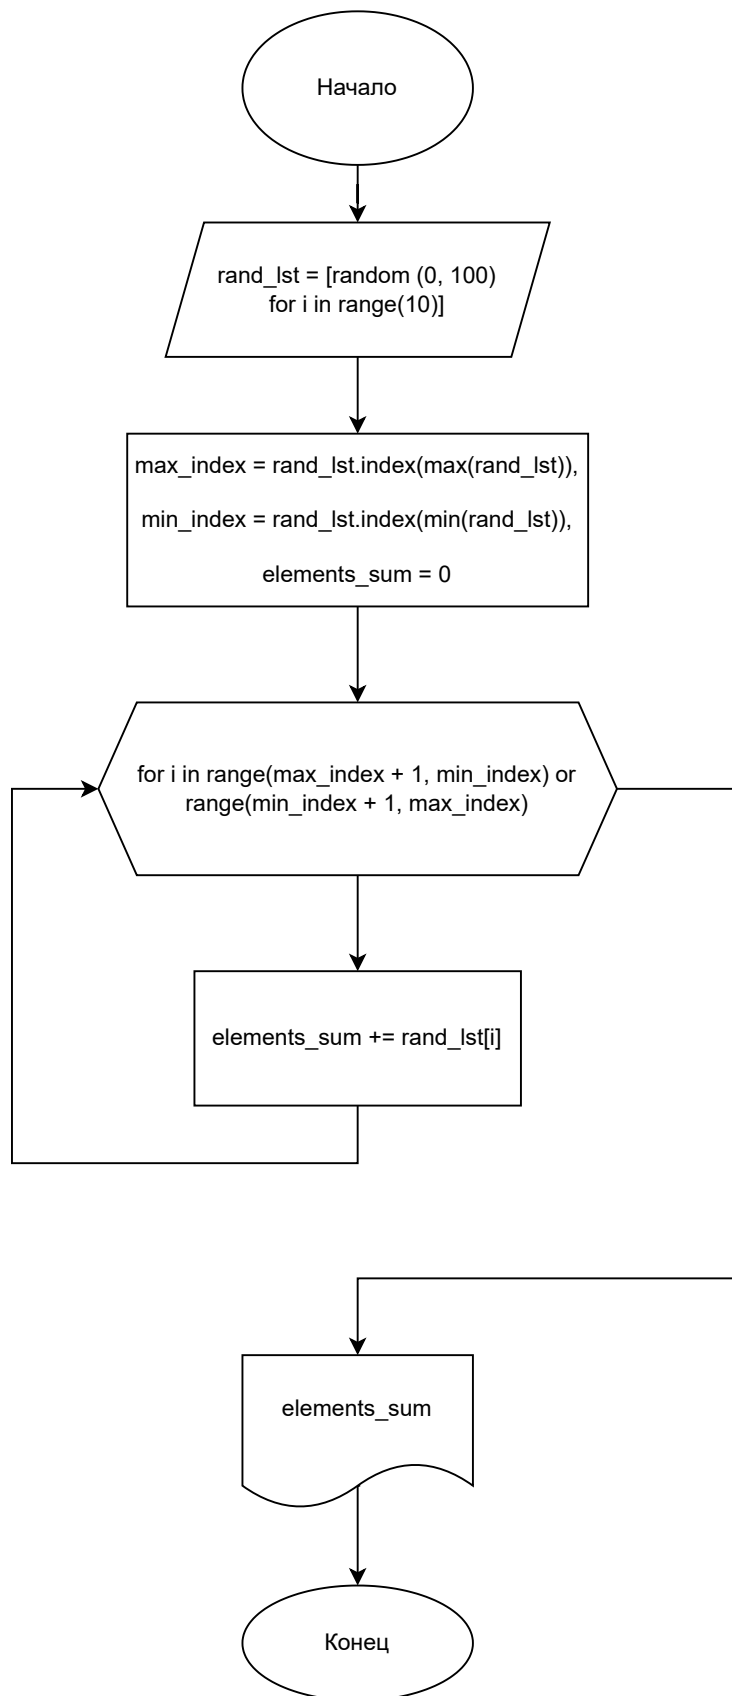 Начало
rand_lst = [random (0, 100)
for i in range(10)]
max_index = rand_lst.index(max(rand_lst)),
min_index = rand_lst.index(min(rand_lst)),
elements_sum = 0
for i in range(max_index + 1, min_index) or
range(min_index + 1, max_index)
elements_sum += rand_lst[i]
elements_sum
Конец